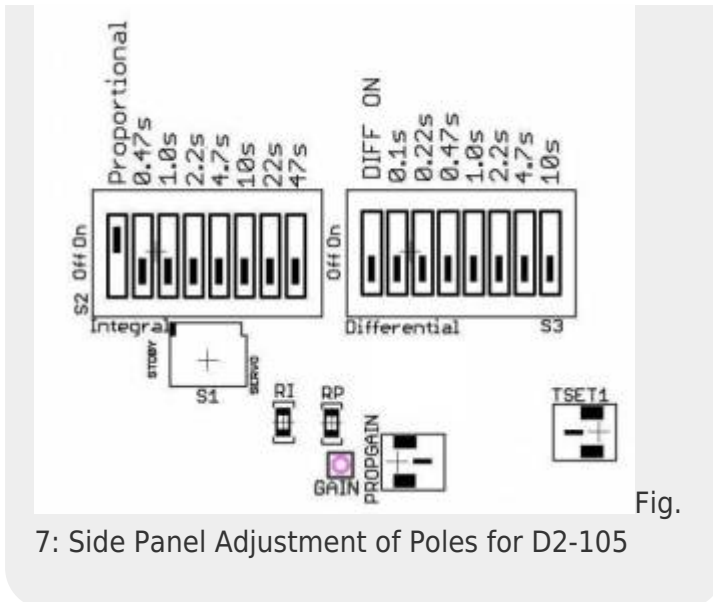 Proportional
0.47s
1.0s
2.2s
4.7s
10s
22s
47s
DIFF ON
0.1s
0.22s
0.47s
1.0s
2.2s
4.7s
10s
S2 Off On
Off On
Integral
Differential S3
STDBY
S1
SERVO
RI
RP
GAIN
PROPGAIN
TSET1
Fig.
7: Side Panel Adjustment of Poles for D2-105